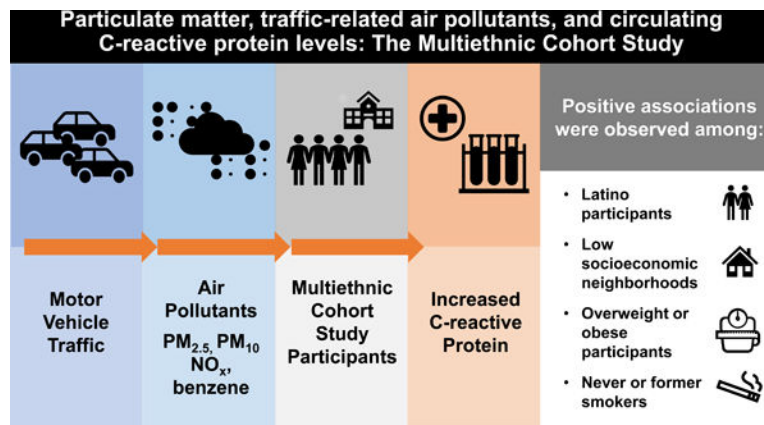 Particulate matter, traffic-related air pollutants, and circulating
C-reactive protein levels: The Multiethnic Cohort Study
Motor
Vehicle
Traffic
Air
Pollutants
PM2.5, PM10
NOx,
benzene
Multiethnic
Cohort
Study
Participants
Increased
C-reactive
Protein
Positive associations
were observed among:
• Latino
participants
• Low
socioeconomic
neighborhoods
• Overweight or
obese
participants
• Never or former
smokers